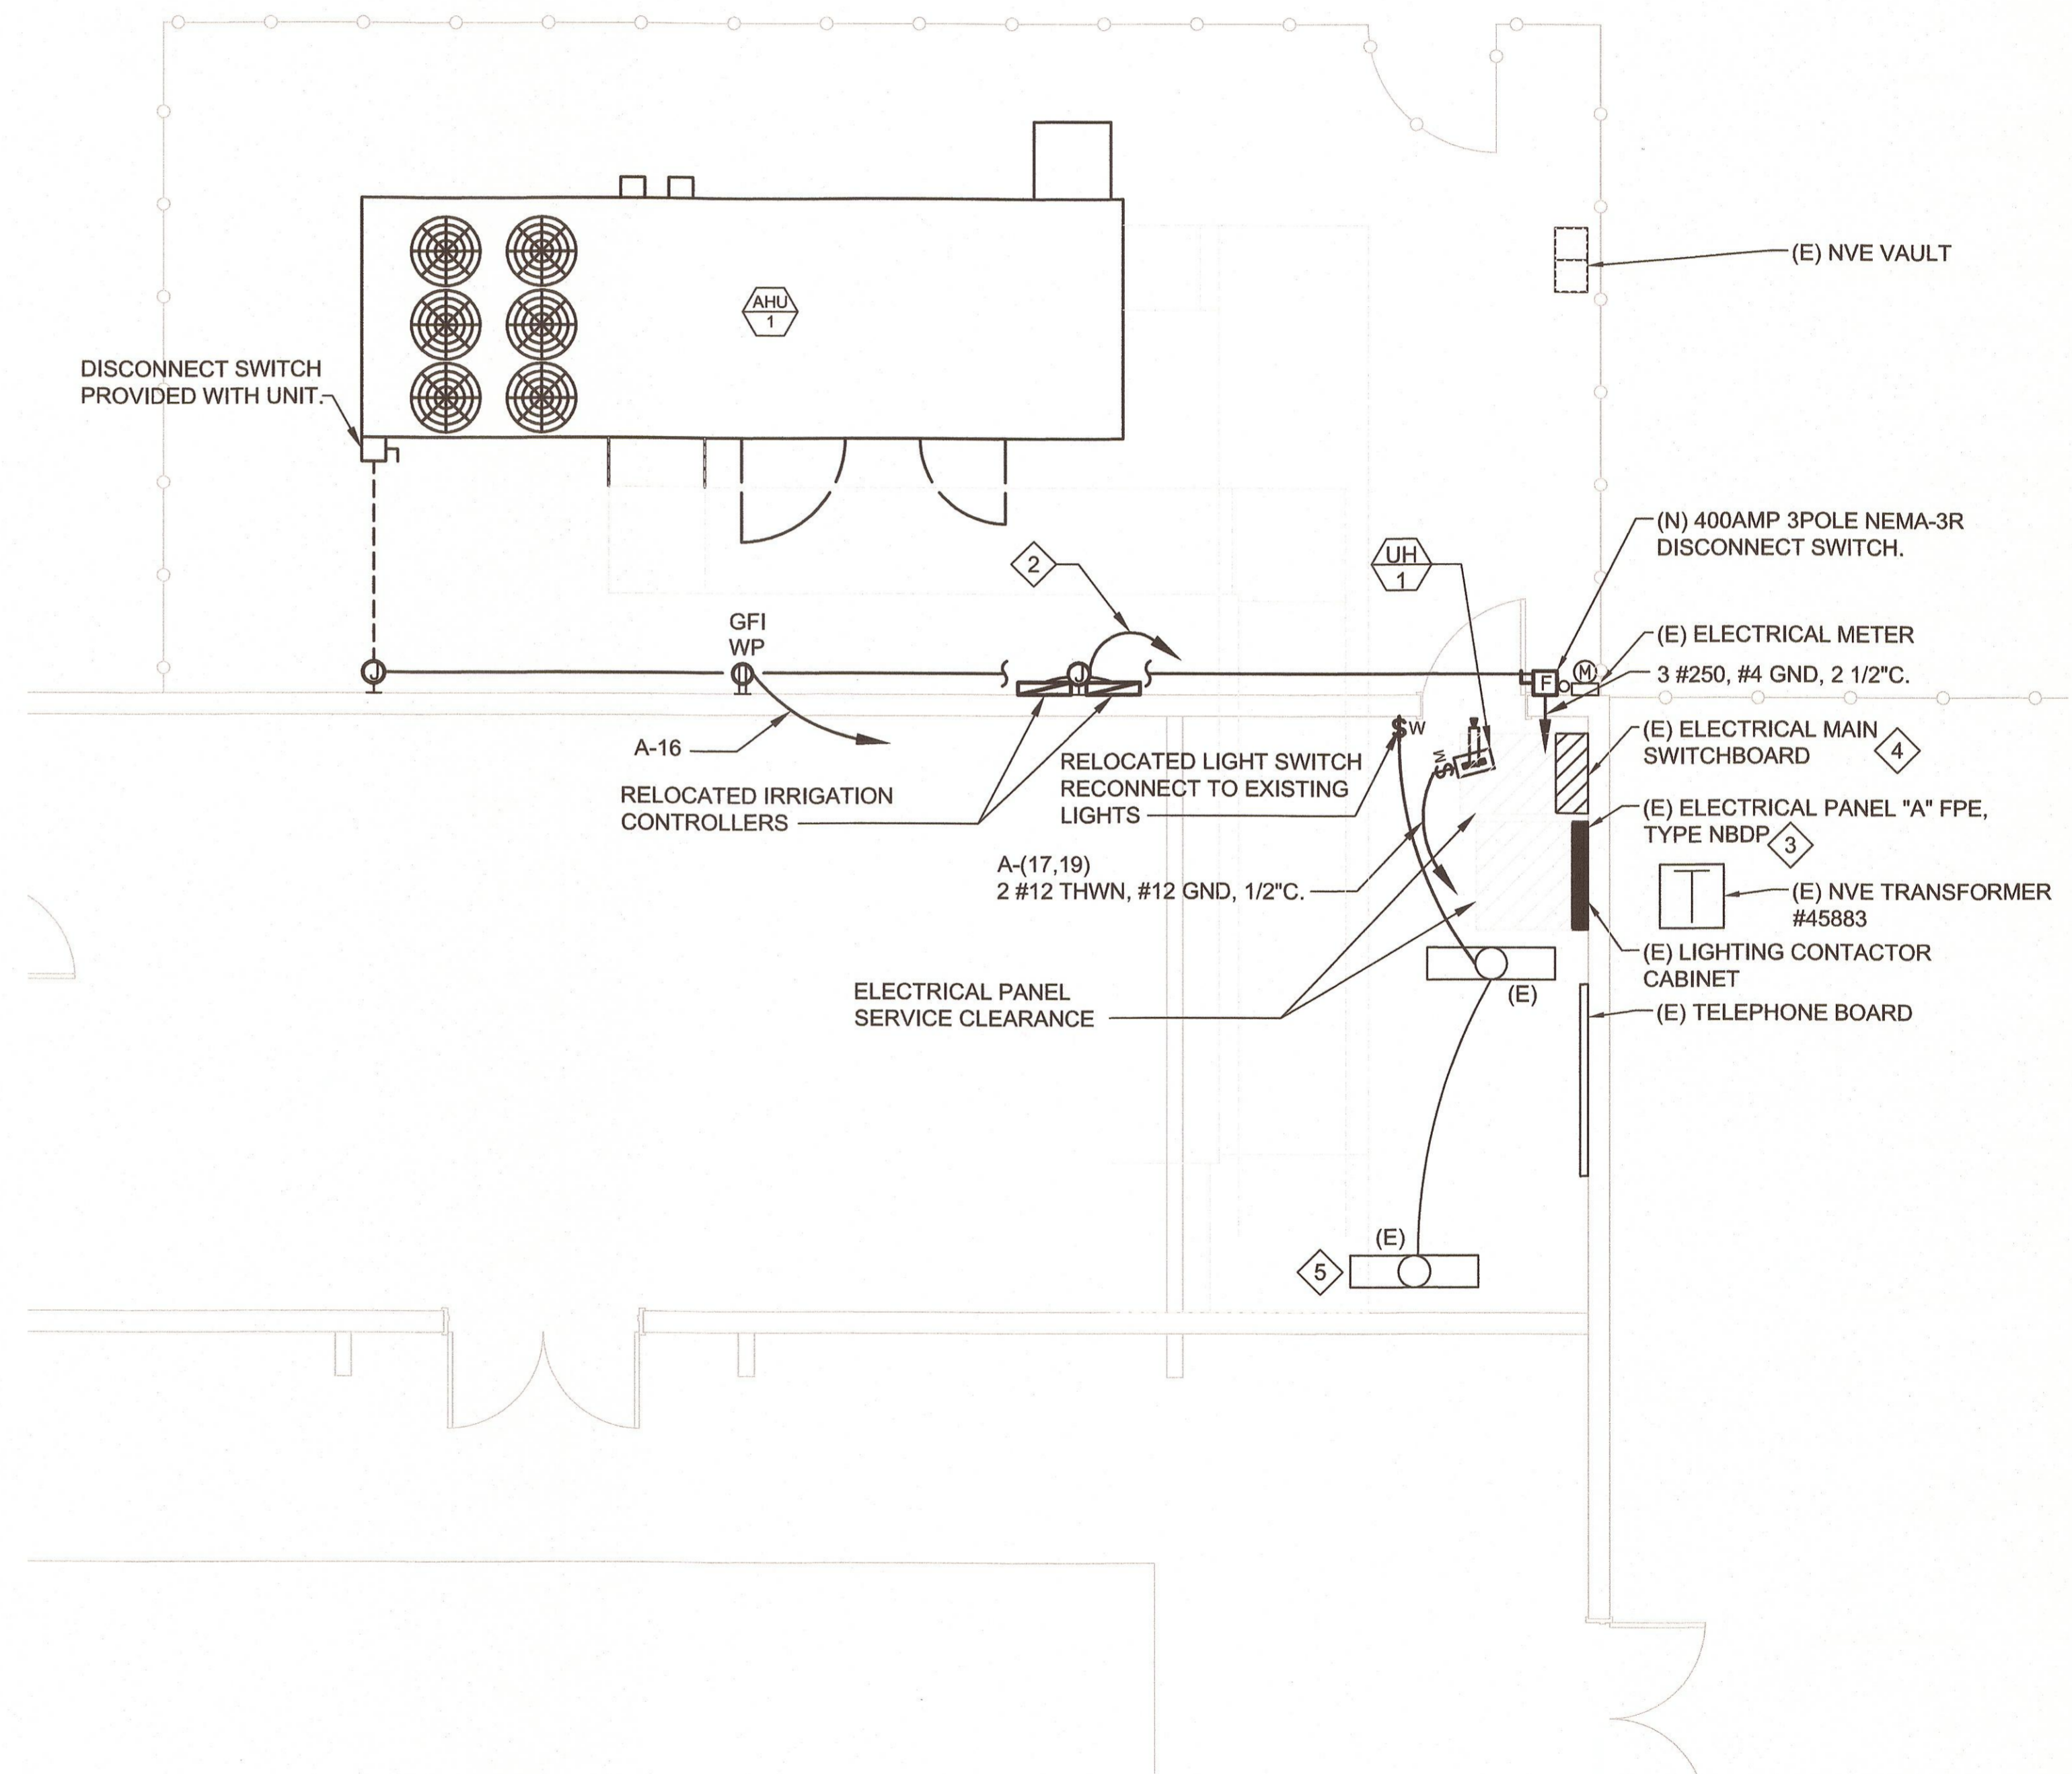 (E) NVE VAULT
AHU
1
DISCONNECT SWITCH
PROVIDED WITH UNIT.
(N) 400AMP 3POLE NEMA-3R
DISCONNECT SWITCH.
2
UH
1
GFI
WP
(E) ELECTRICAL METER
J
J
F
M
3 #250, #4 GND, 2 1/2"C.
A-16
$W
(E) ELECTRICAL MAIN
SWITCHBOARD
4
RELOCATED LIGHT SWITCH
RECONNECT TO EXISTING
LIGHTS
$W
RELOCATED IRRIGATION
CONTROLLERS
(E) ELECTRICAL PANEL "A" FPE,
TYPE NBDP
3
A-(17,19)
2 #12 THWN, #12 GND, 1/2"C.
T
(E) NVE TRANSFORMER
#45883
(E) LIGHTING CONTACTOR
CABINET
ELECTRICAL PANEL
SERVICE CLEARANCE
(E)
(E) TELEPHONE BOARD
(E)
5